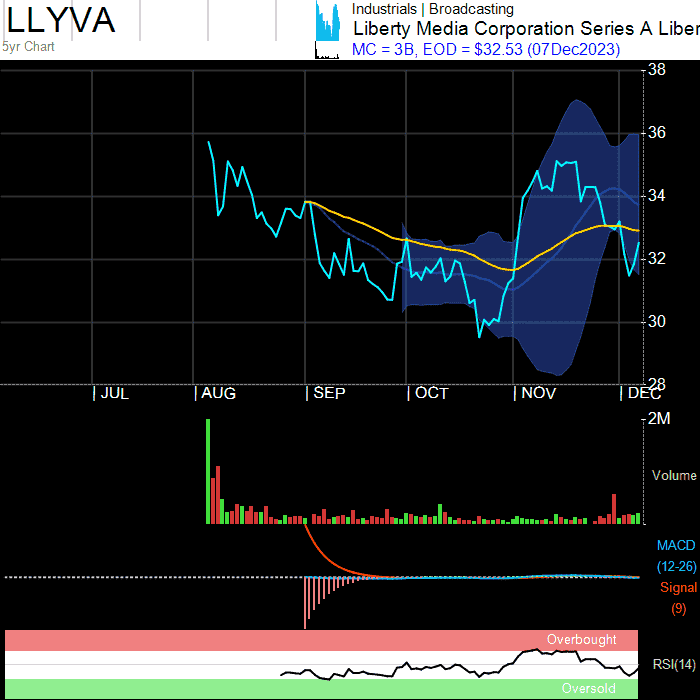 LLYVA
5yr Chart
Industrials | Broadcasting
Liberty Media Corporation Series A Liber
MC = 3B, EOD = $32.53 (07Dec2023)
38
36
34
32
30
28
| JUL | AUG | SEP | OCT | NOV | DEC
2M
Volume
MACD
(12-26)
Signal
(9)
Overbought
RSI(14)
Oversold